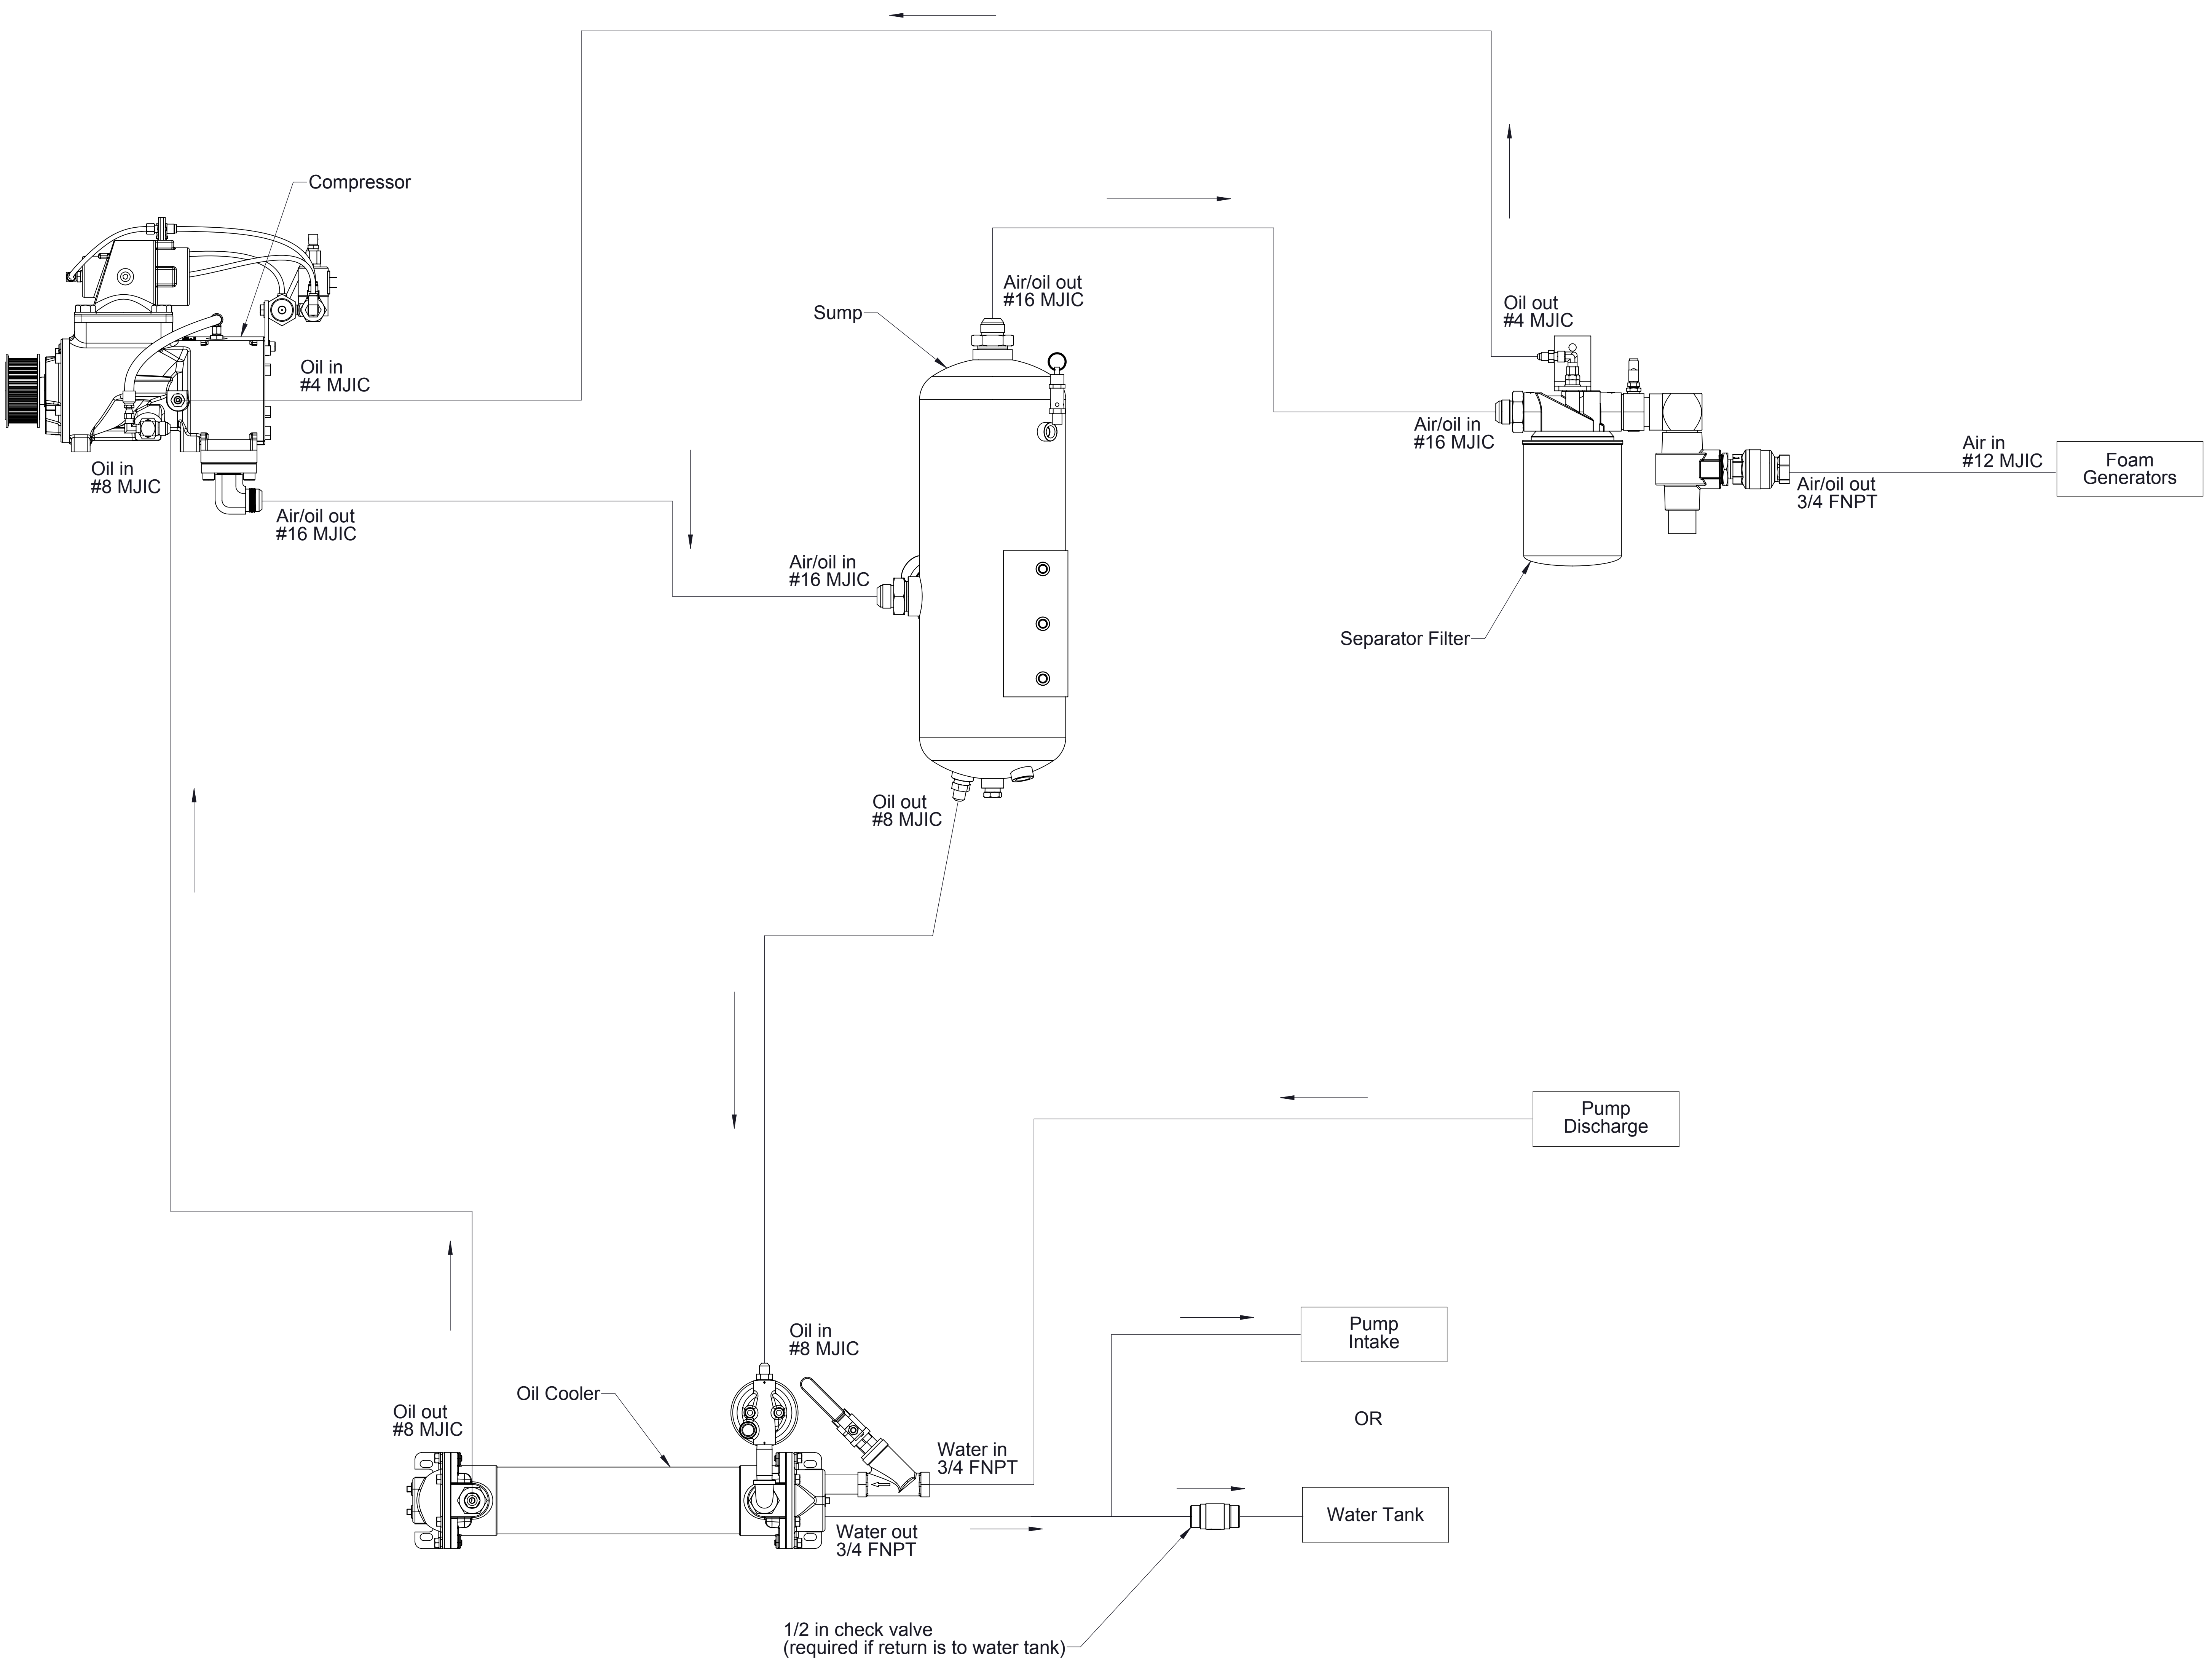 Compressor
Air/oil out
#16 MJIC
Sump
Oil out
#4 MJIC
Oil in
#4 MJIC
Air/oil in
#16 MJIC
Air in
#12 MJIC
Foam
Generators
Oil in
#8 MJIC
Air/oil out
3/4 FNPT
Air/oil out
#16 MJIC
Air/oil in
#16 MJIC
Separator Filter
Oil out
#8 MJIC
Pump
Discharge
Pump
Intake
Oil in
#8 MJIC
Oil Cooler
Oil out
#8 MJIC
OR
Water in
3/4 FNPT
Water Tank
Water out
3/4 FNPT
1/2 in check valve
(required if return is to water tank)